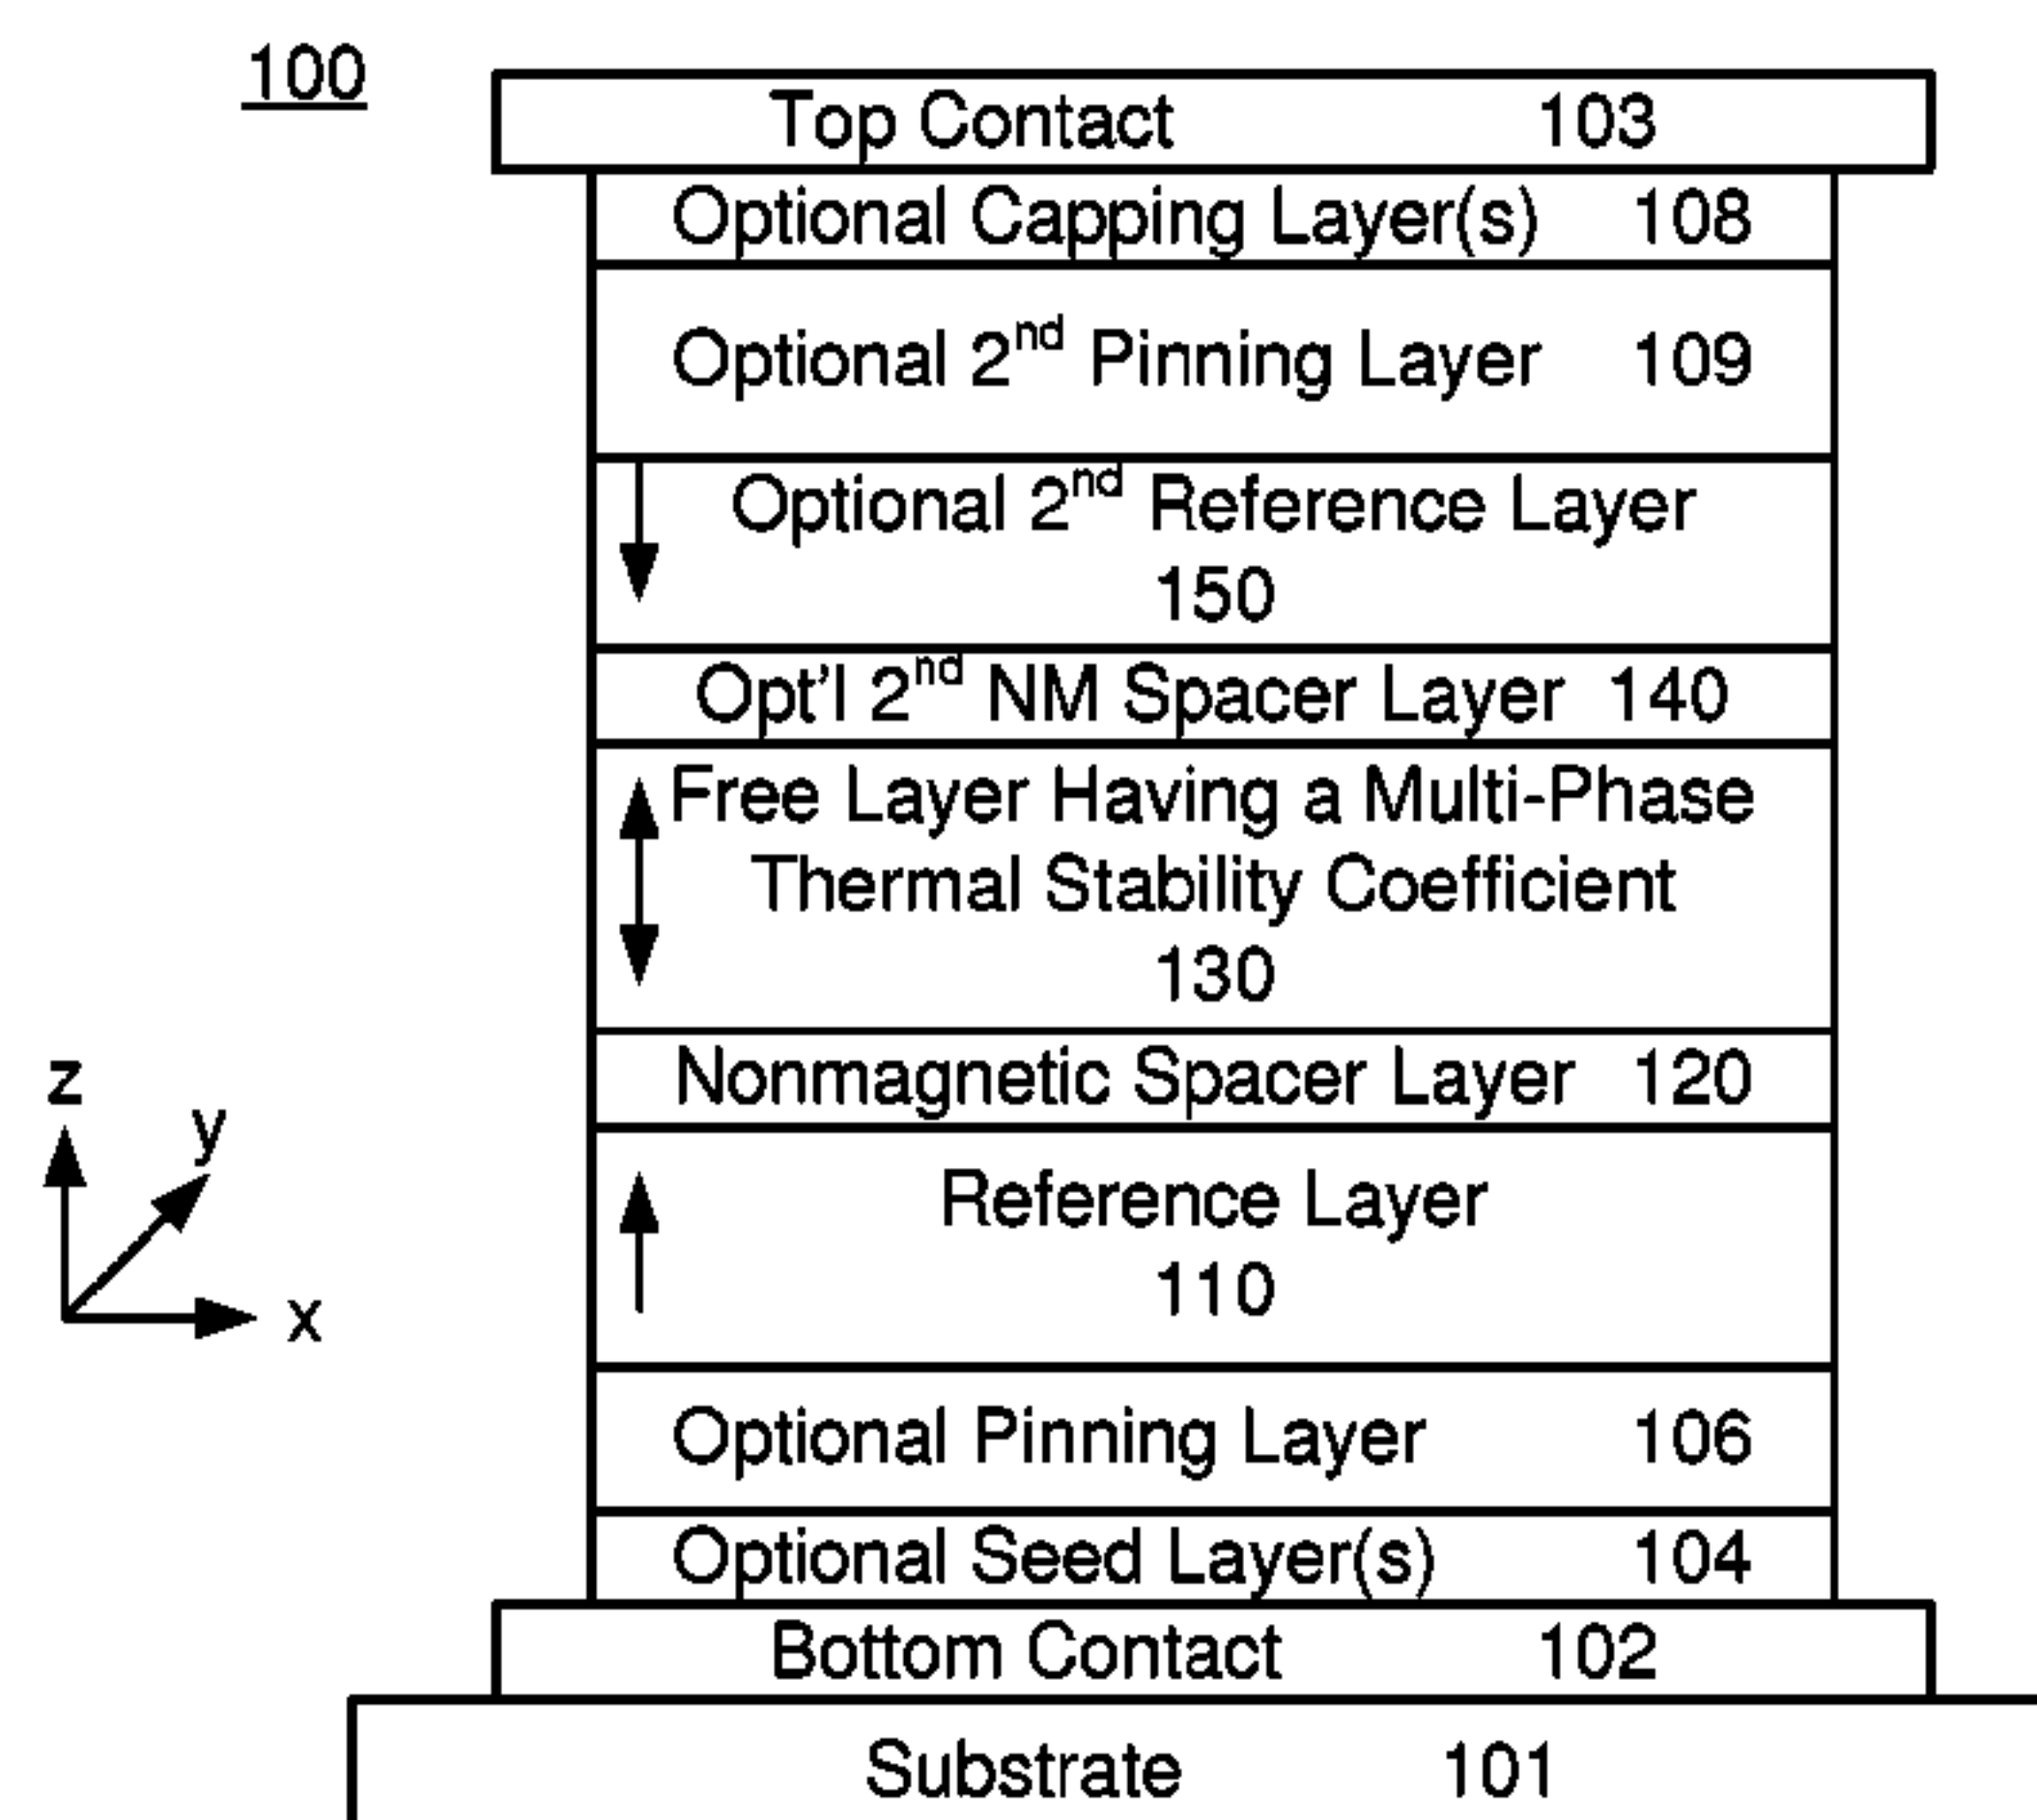 100
Top Contact 103
Optional Capping Layer(s) 108
Optional 2nd Pinning Layer 109
Optional 2nd Reference Layer
150
Opt'l 2nd NM Spacer Layer 140
Free Layer Having a Multi-Phase
Thermal Stability Coefficient
130
Nonmagnetic Spacer Layer 120
z
y
x
Reference Layer
110
Optional Pinning Layer 106
Optional Seed Layer(s) 104
Bottom Contact 102
Substrate 101